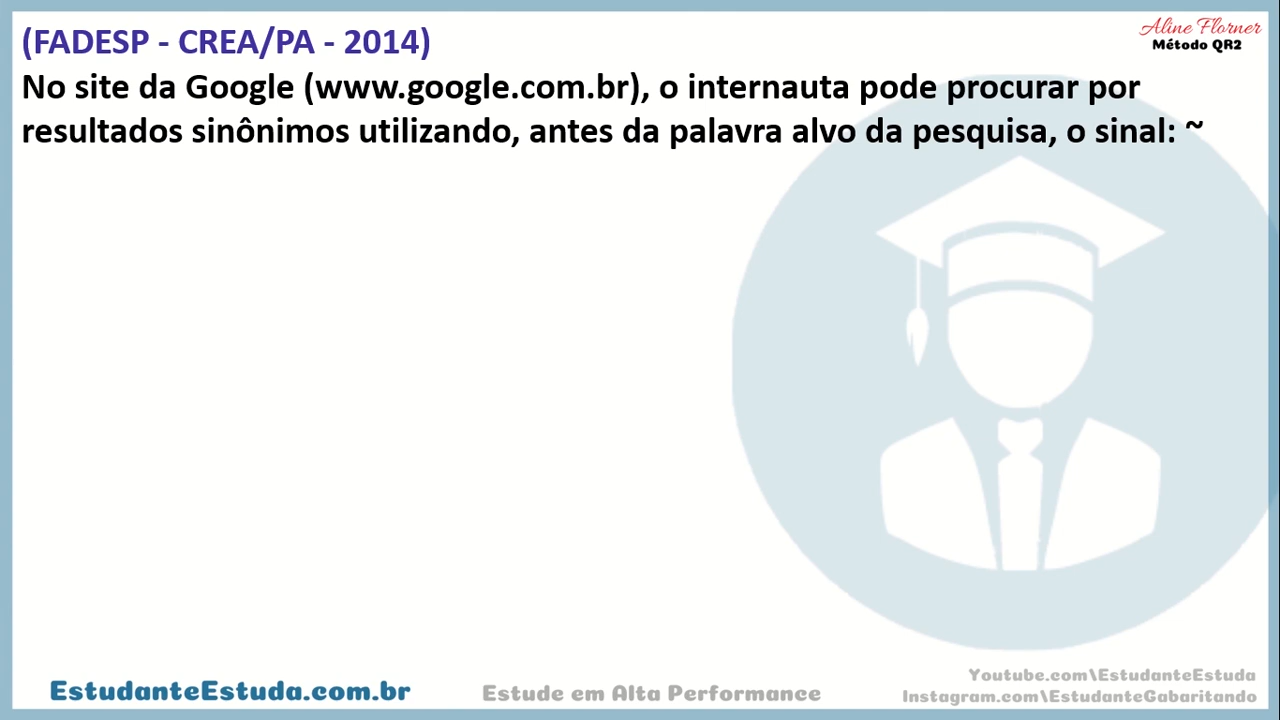 Aline Florner
Método QR2
(FADESP - CREA/PA - 2014)
No site da Google (www.google.com.br), o internauta pode procurar por
resultados sinônimos utilizando, antes da palavra alvo da pesquisa, o sinal: ~
EstudanteEstuda.com.br
Estude em Alta Performance
Youtube.com\EstudanteEstuda
Instagram.com\EstudanteGabaritando